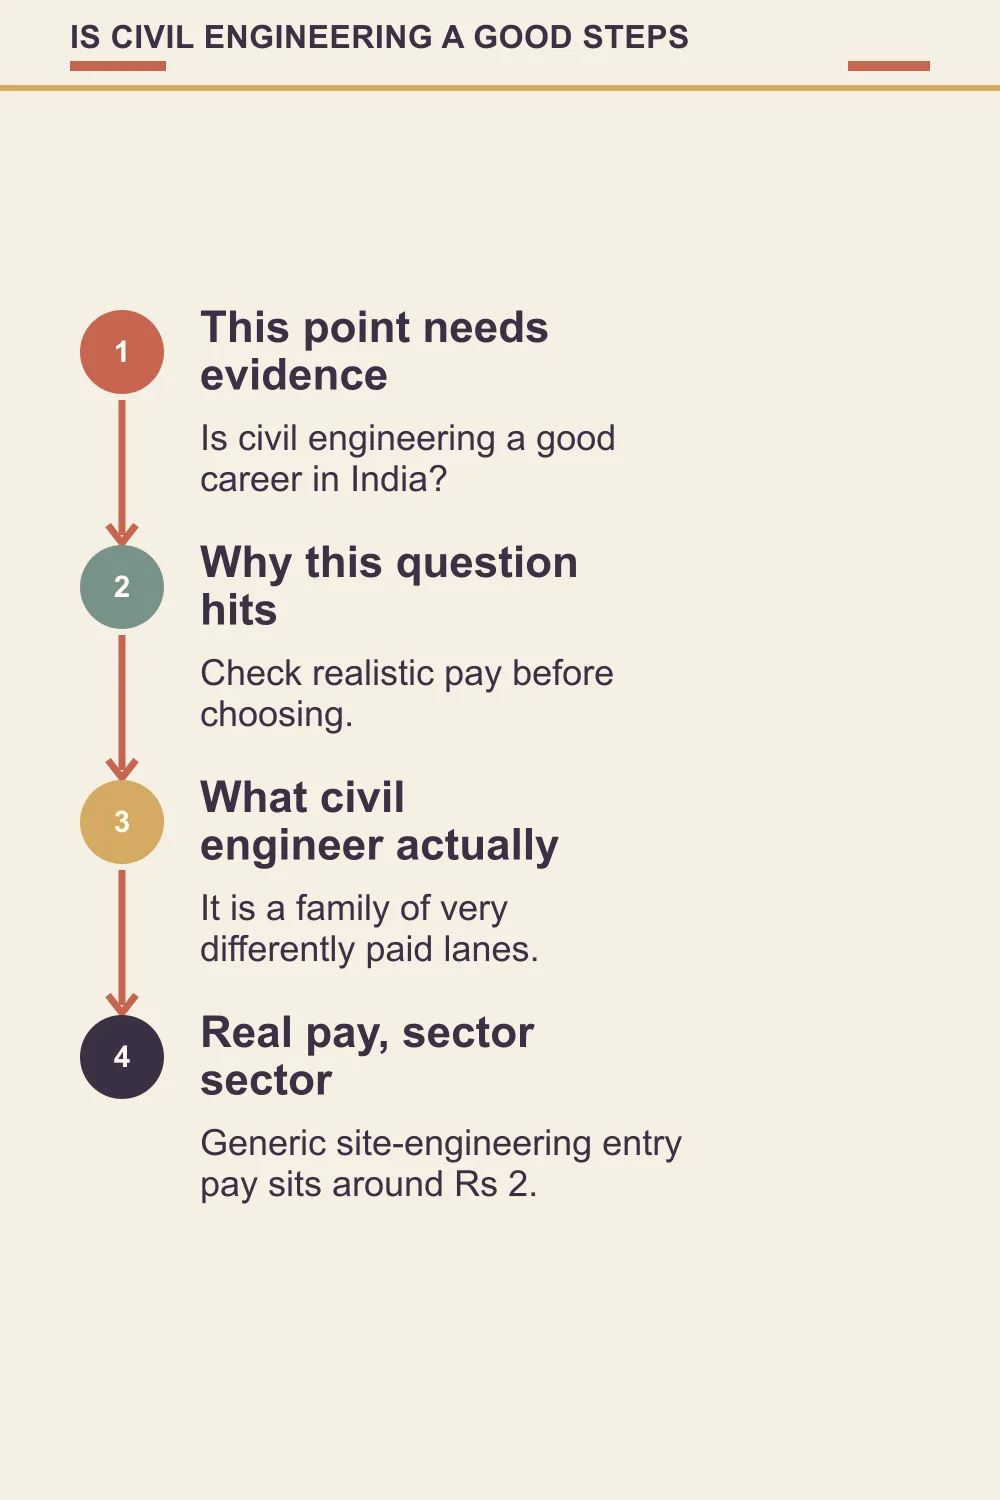 IS CIVIL ENGINEERING A GOOD STEPS
1
This point needs
evidence
Is civil engineering a good
career in India?
2
Why this question
hits
Check realistic pay before
choosing.
3
What civil
engineer actually
It is a family of very
differently paid lanes.
4
Real pay, sector
sector
Generic site-engineering entry
pay sits around Rs 2.